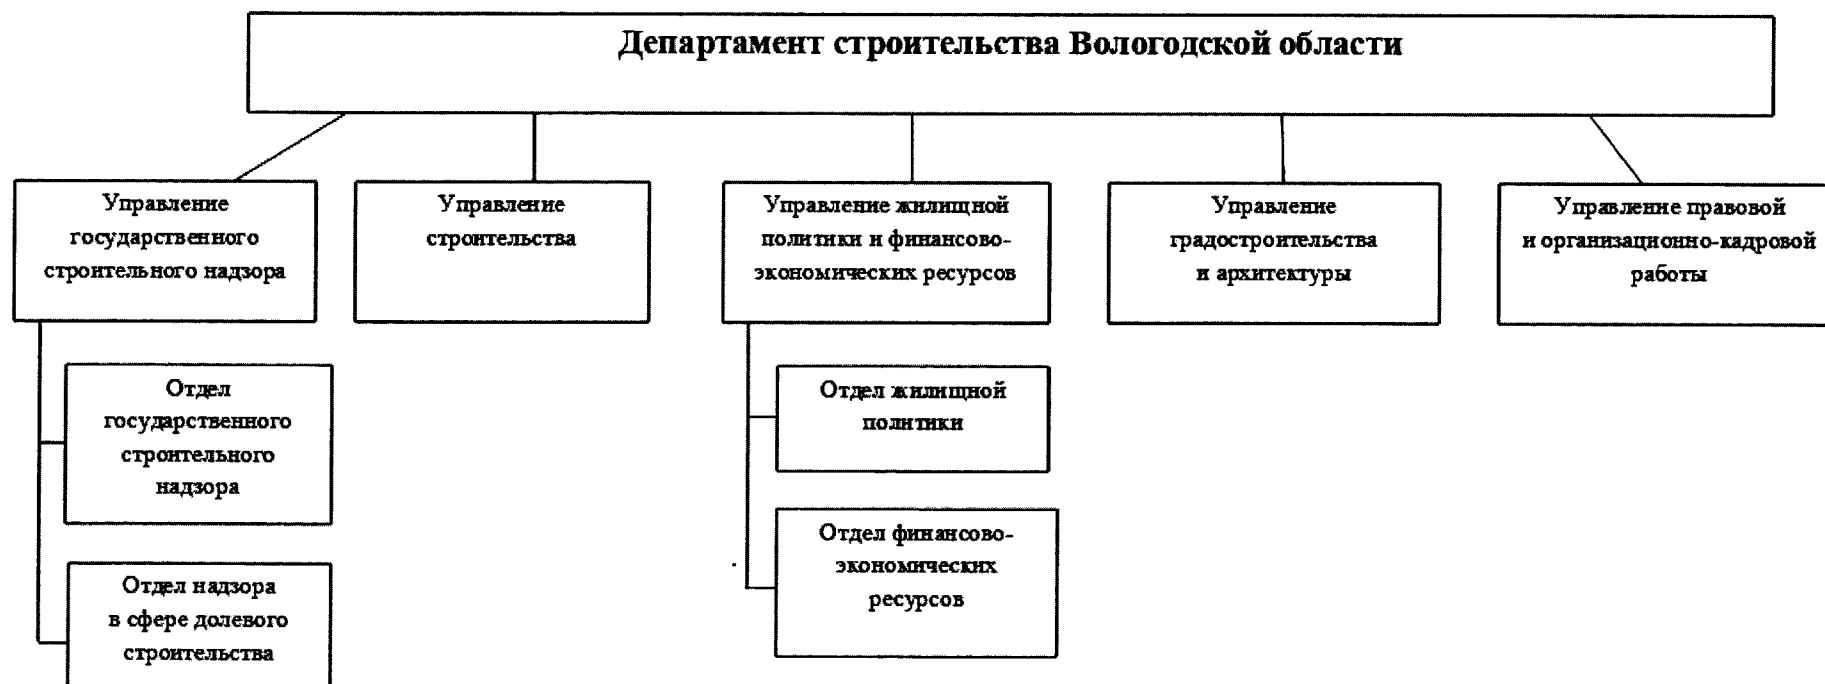 Департамент строительства Вологодской области
Управление
государственного
строительного надзора
Управление
строительства
Управление жилищной
политики и финансово-
экономических ресурсов
Управление
градостроительства
и архитектуры
Управление правовой
и организационно-кадровой
работы
Отдел
государственного
строительного
надзора
Отдел надзора
в сфере долевого
строительства
Отдел жилищной
политики
Отдел финансово-
экономических
ресурсов